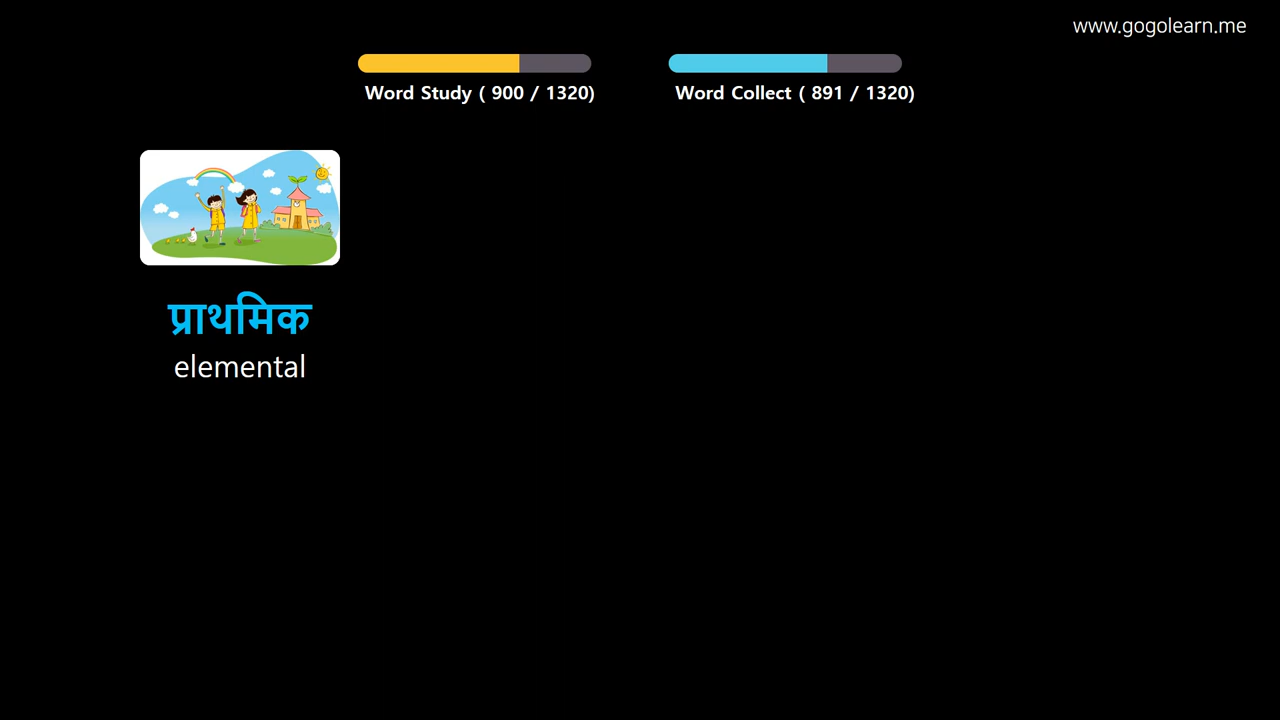 www.gogolearn.me
Word Study ( 900 / 1320)
Word Collect ( 891 / 1320)
प्राथमिक
elemental